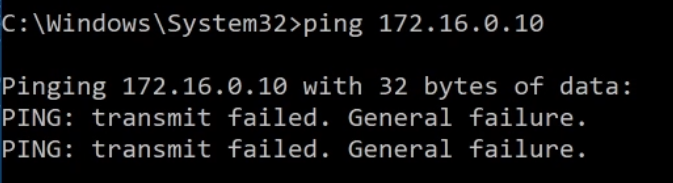 C:\Windows\System32>ping 172.16.0.10
Pinging 172.16.0.10 with 32 bytes of data:
PING: transmit failed. General failure.
PING: transmit failed. General failure.